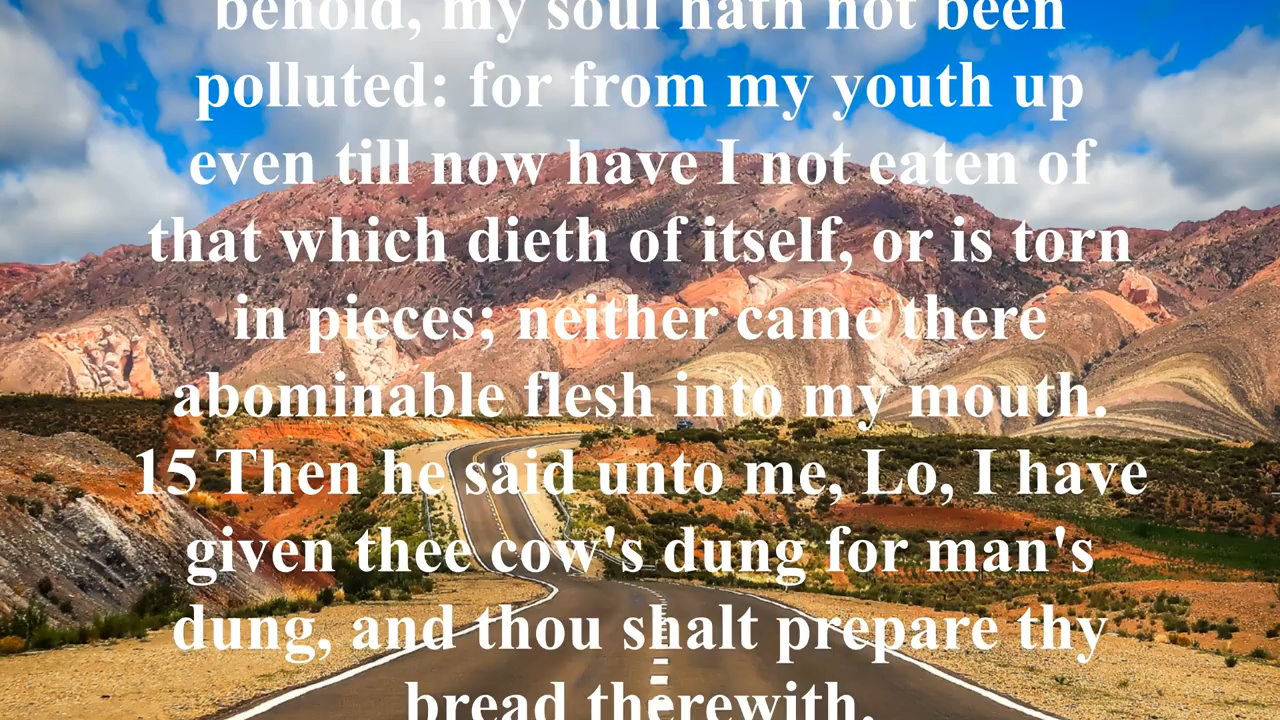 behold, my soul hath not been
polluted: for from my youth up
even till now have I not eaten of
that which dieth of itself, or is torn
in pieces; neither came there
abominable flesh into my mouth.
15 Then he said unto me, Lo, I have
given thee cow's dung for man's
dung, and thou shalt prepare thy
bread therewith.